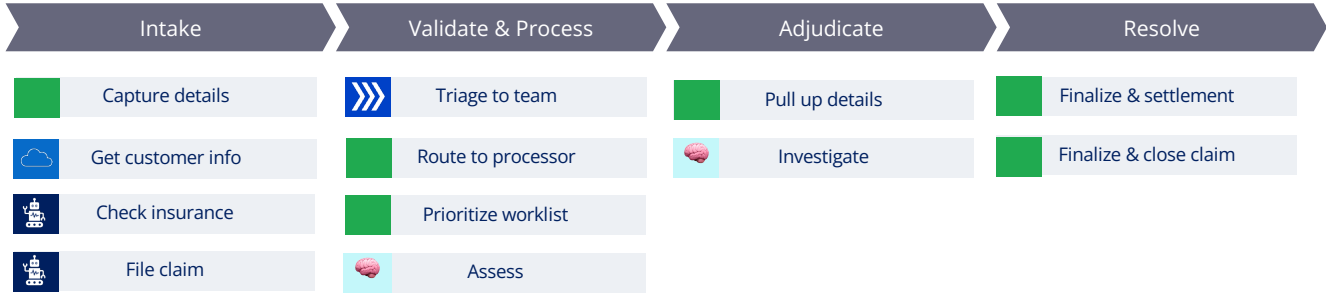 Intake
Validate & Process
Adjudicate
Resolve
Capture details
Get customer info
Check insurance
File claim
Triage to team
Route to processor
Prioritize worklist
Assess
Pull up details
Investigate
Finalize & settlement
Finalize & close claim